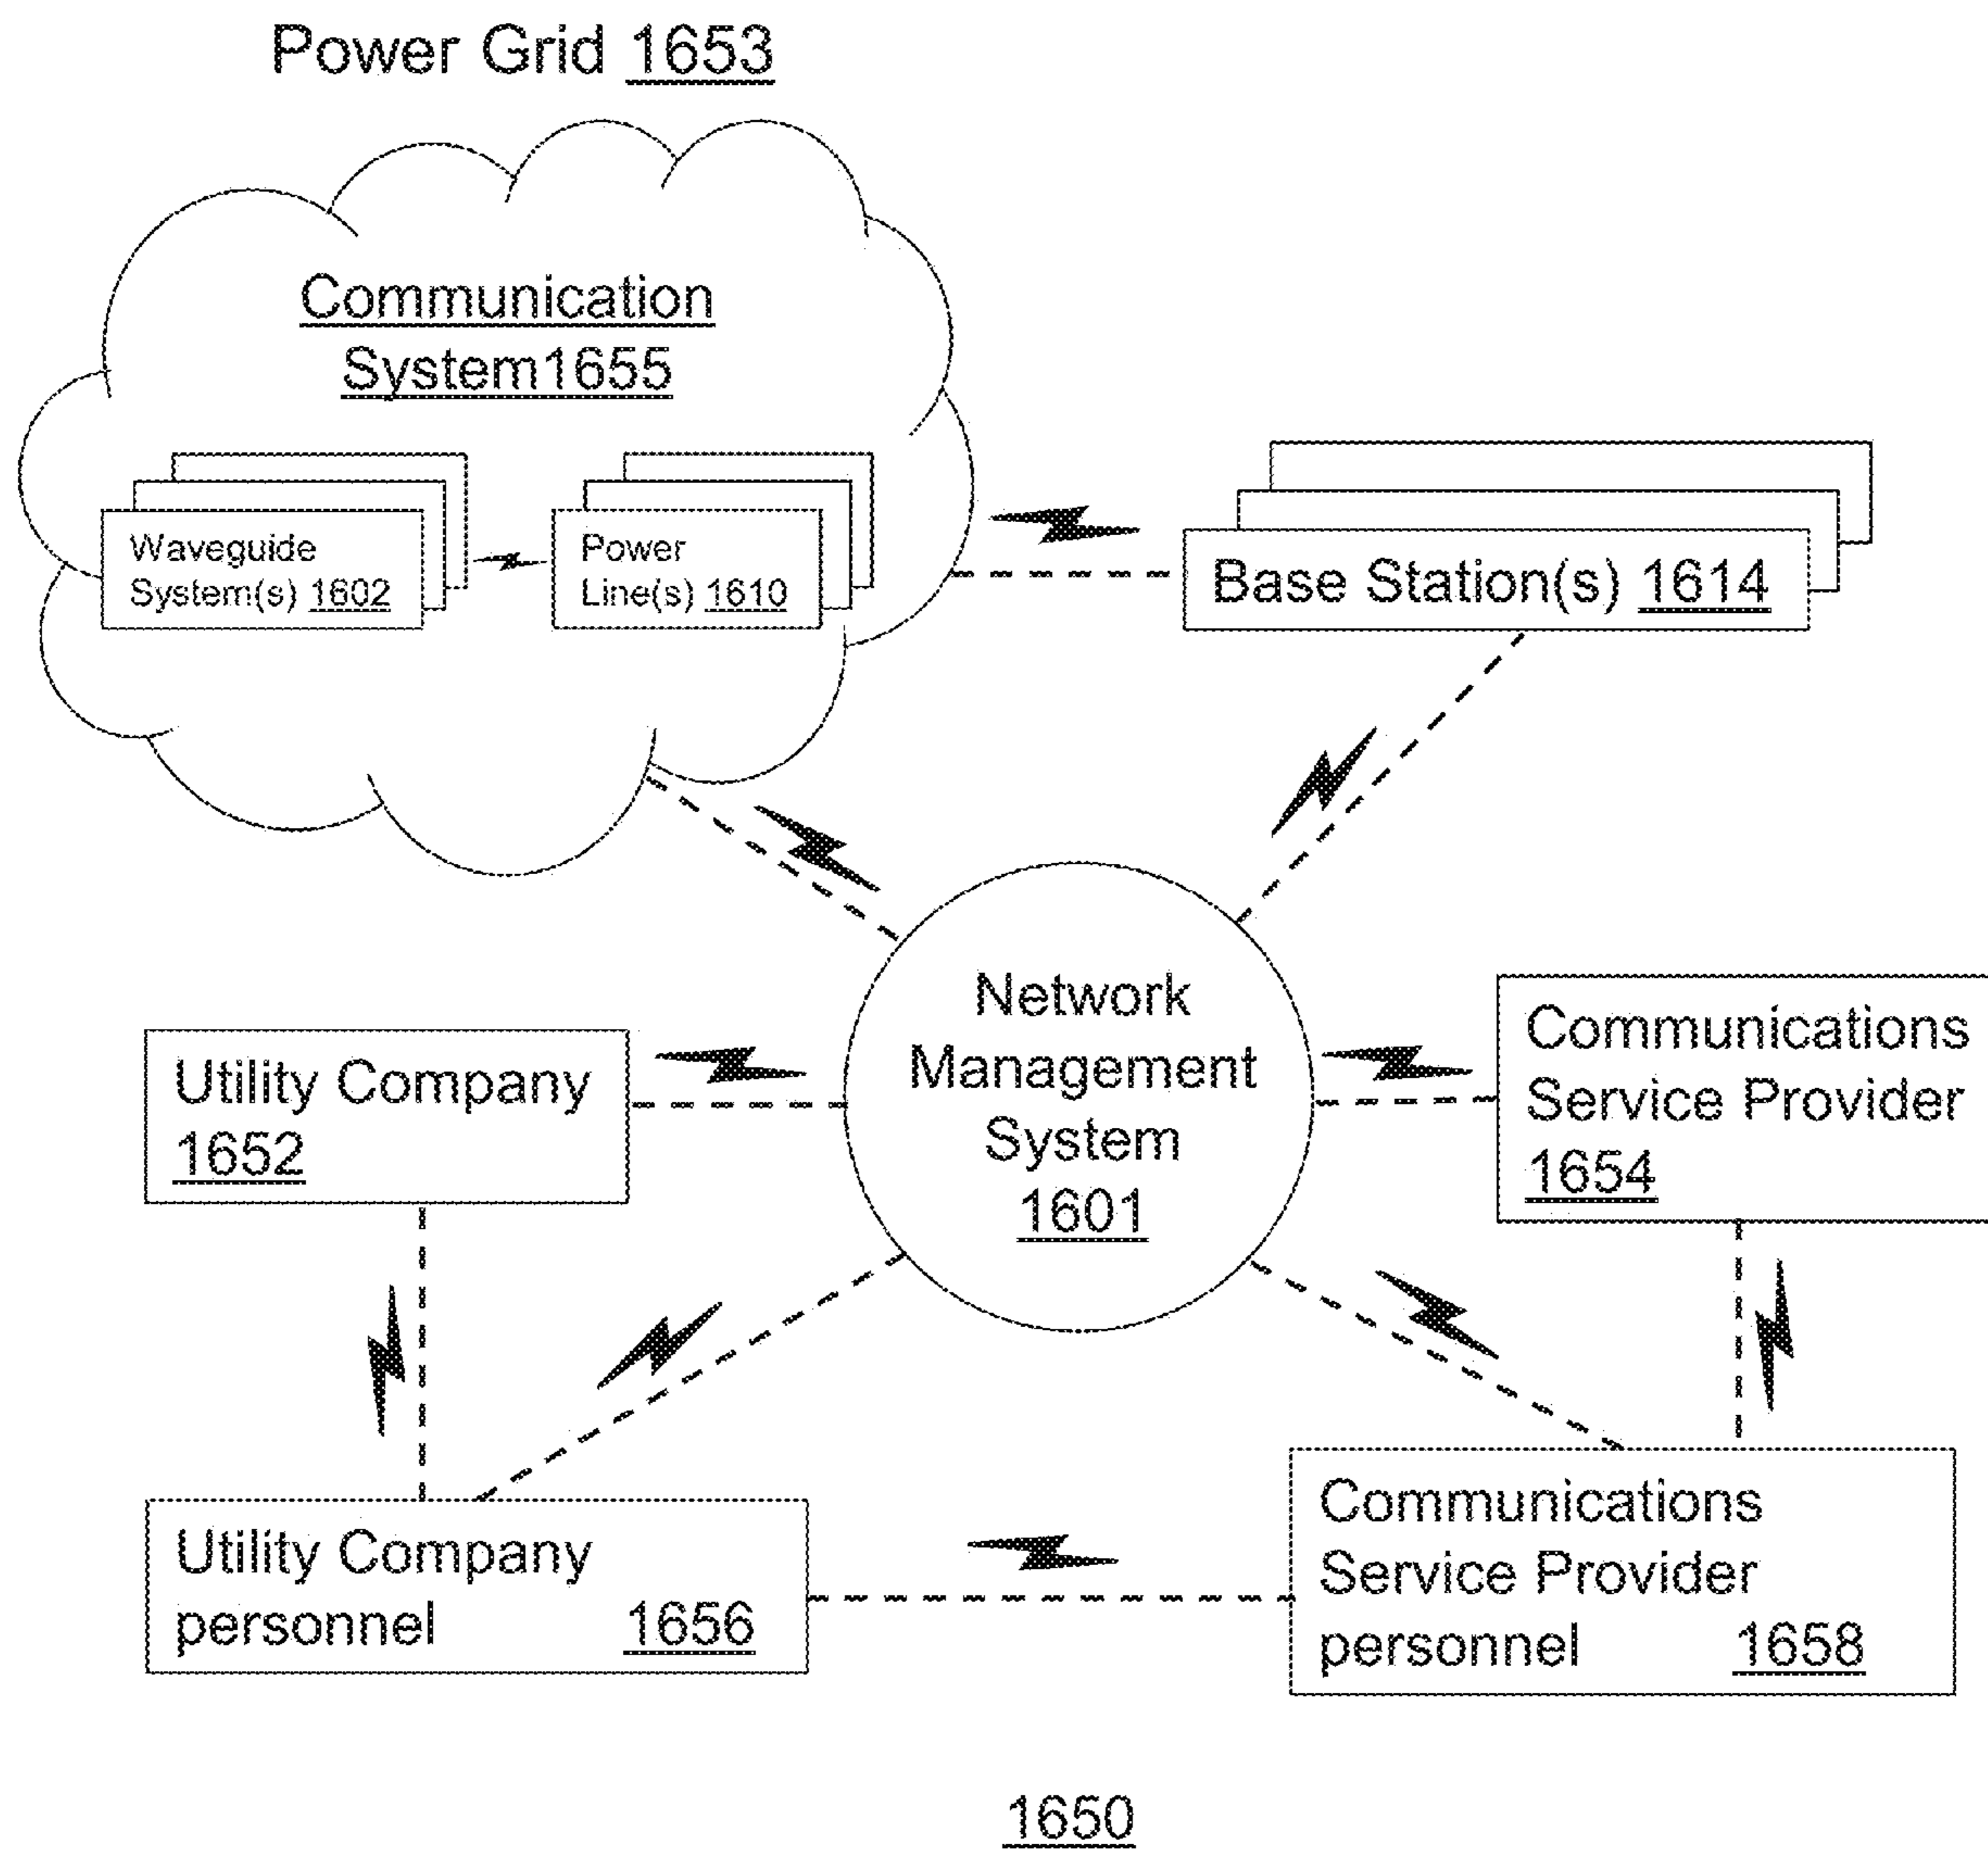 Power Grid 1653
Communication
System1655
Waveguide
System(s) 1602
Power
Line(s) 1610
Base Station(s) 1614
Network
Management
System
1601
Utility Company
1652
Communications
Service Provider
1654
Utility Company
personnel 1656
Communications
Service Provider
personnel 1658
1650